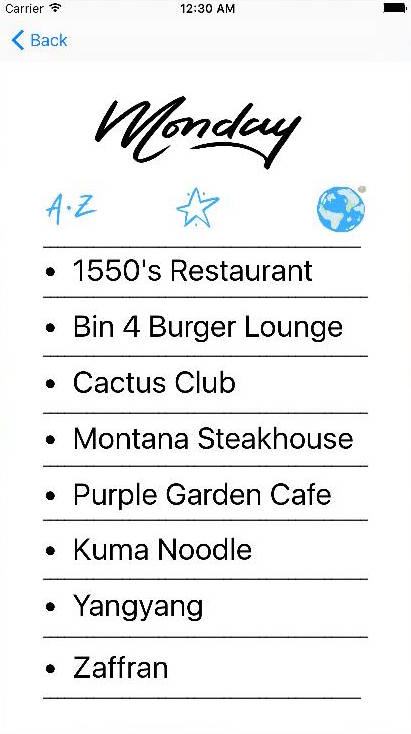 Carrier 12:30 AM
Back
Monday
A·Z
• 1550's Restaurant
• Bin 4 Burger Lounge
• Cactus Club
• Montana Steakhouse
• Purple Garden Cafe
• Kuma Noodle
• Yangyang
• Zaffran